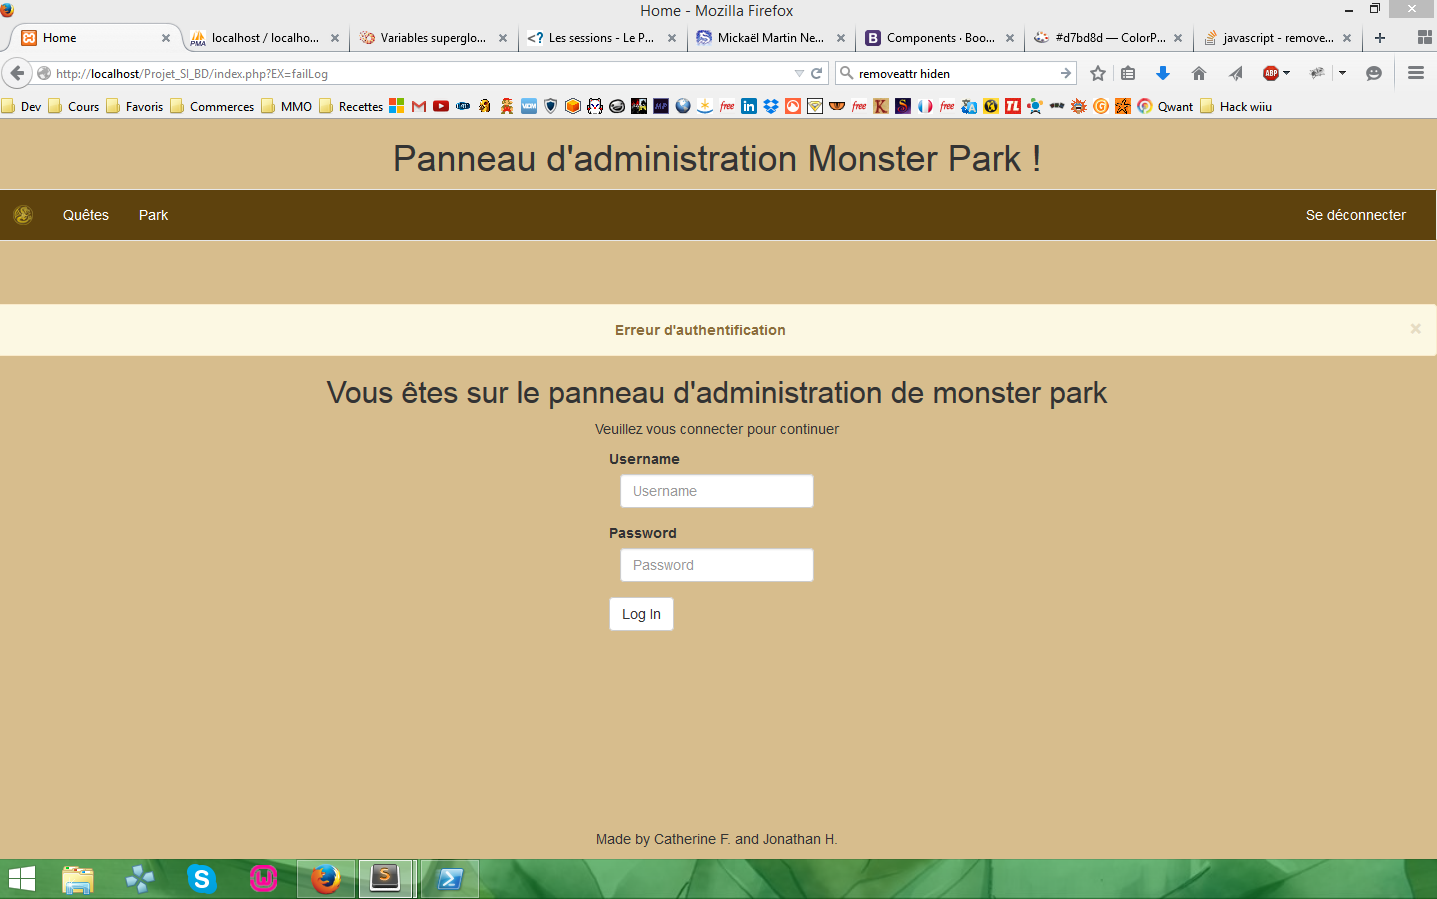 Home - Mozilla Firefox
Home
localhost / localho...
Variables superglo...
Les sessions - Le P...
Mickaël Martin Ne...
Components · Boo...
#d7bd8d — ColorP...
javascript - remove...
http://localhost/Projet_SI_BD/index.php?EX=failLog
removeattr hiden
ABP
Dev
Cours
Favoris
Commerces
MMO
Recettes
Qwant
Hack wiiu
Panneau d'administration Monster Park !
Quêtes
Park
Se déconnecter
Erreur d'authentification
×
Vous êtes sur le panneau d'administration de monster park
Veuillez vous connecter pour continuer
Username
Username
Password
Password
Log In
Made by Catherine F. and Jonathan H.